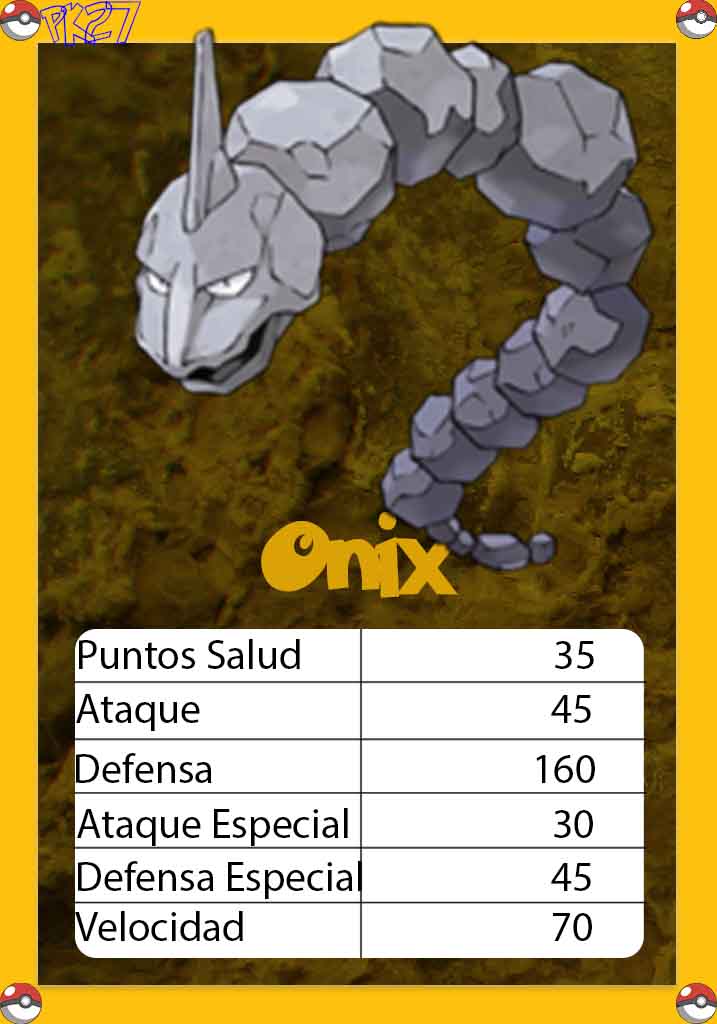 PK27
Onix
Puntos Salud 35
Ataque 45
Defensa 160
Ataque Especial 30
Defensa Especial 45
Velocidad 70